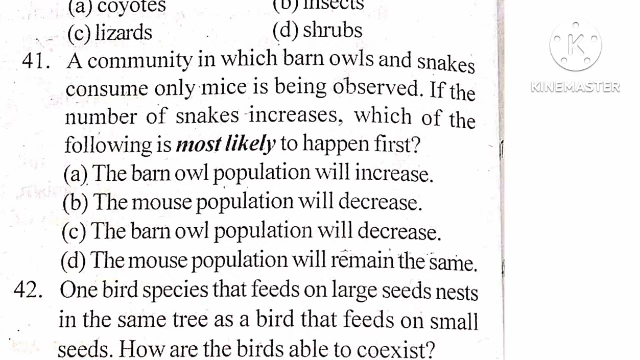 (a) coyotes (b) insects
(c) lizards (d) shrubs
41. A community in which barn owls and snakes
consume only mice is being observed. If the
number of snakes increases, which of the
following is most likely to happen first?
(a) The barn owl population will increase.
(b) The mouse population will decrease.
(c) The barn owl population will decrease.
(d) The mouse population will remain the same.
42. One bird species that feeds on large seeds nests
in the same tree as a bird that feeds on small
seeds. How are the birds able to coexist?
K
KINEMASTER